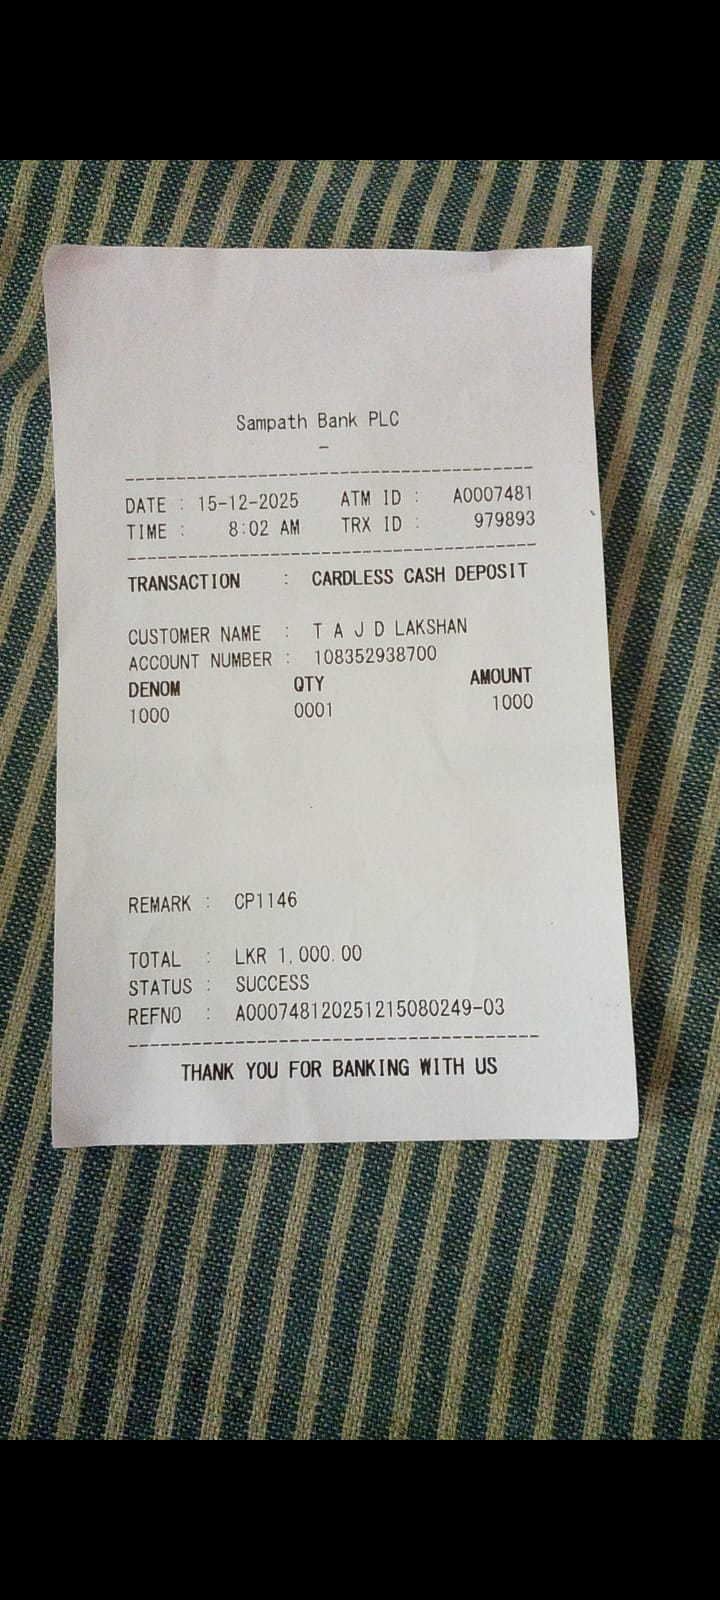 Sampath Bank PLC
-
DATE : 15-12-2025 ATM ID : A0007481
TIME : 8:02 AM TRX ID : 979893
TRANSACTION : CARDLESS CASH DEPOSIT
CUSTOMER NAME : T A J D LAKSHAN
ACCOUNT NUMBER : 108352938700
DENOM QTY AMOUNT
1000 0001 1000
REMARK : CP1146
TOTAL : LKR 1,000.00
STATUS : SUCCESS
REFNO : A000748120251215080249-03
THANK YOU FOR BANKING WITH US